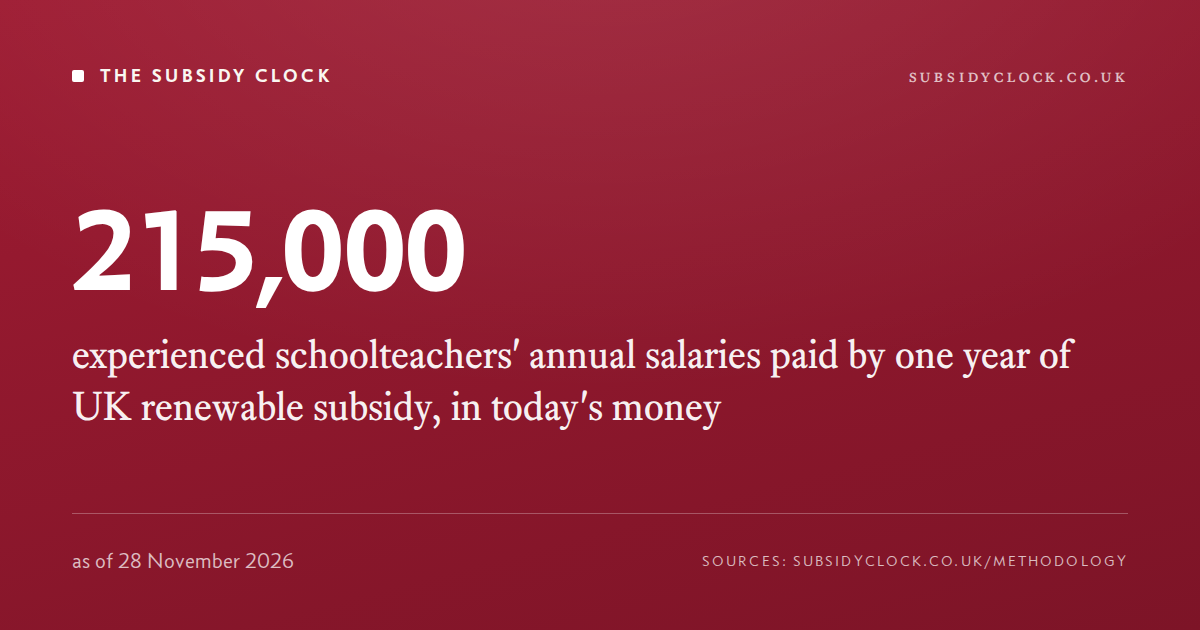 THE SUBSIDY CLOCK
SUBSIDYCLOCK.CO.UK
215,000
experienced schoolteachers' annual salaries paid by one year of
UK renewable subsidy, in today's money
as of 28 November 2026
SOURCES: SUBSIDYCLOCK.CO.UK/METHODOLOGY